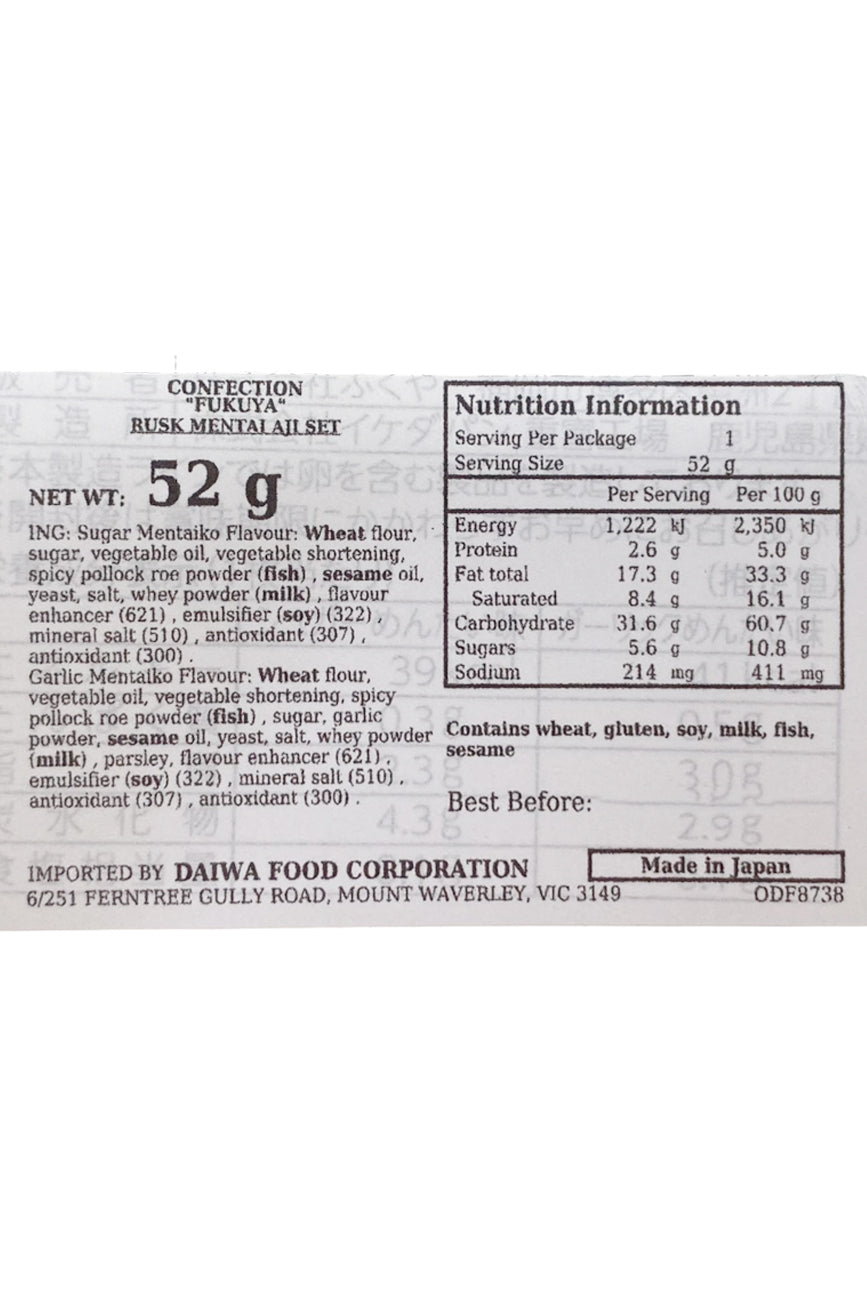 CONFECTION
"FUKUYA"
RUSK MENTAI AJI SET
NET WT: 52 g
ING: Sugar Mentaiko Flavour: Wheat flour,
sugar, vegetable oil, vegetable shortening,
spicy pollock roe powder (fish) , sesame oil,
yeast, salt, whey powder (milk) , flavour
enhancer (621) , emulsifier (soy) (322) ,
mineral salt (510) , antioxidant (307) ,
antioxidant (300) .
Garlic Mentaiko Flavour: Wheat flour,
vegetable oil, vegetable shortening, spicy
pollock roe powder (fish) , sugar, garlic
powder, sesame oil, yeast, salt, whey powder
(milk) , parsley, flavour enhancer (621) ,
emulsifier (soy) (322) , mineral salt (510) ,
antioxidant (307) , antioxidant (300) .
Nutrition Information
Serving Per Package 1
Serving Size 52 g
Per Serving Per 100 g
Energy 1,222 kJ 2,350 kJ
Protein 2.6 g 5.0 g
Fat total 17.3 g 33.3 g
Saturated 8.4 g 16.1 g
Carbohydrate 31.6 g 60.7 g
Sugars 5.6 g 10.8 g
Sodium 214 mg 411 mg
Contains wheat, gluten, soy, milk, fish,
sesame
Best Before:
IMPORTED BY DAIWA FOOD CORPORATION
6/251 FERNTREE GULLY ROAD, MOUNT WAVERLEY, VIC 3149
Made in Japan
ODF8738